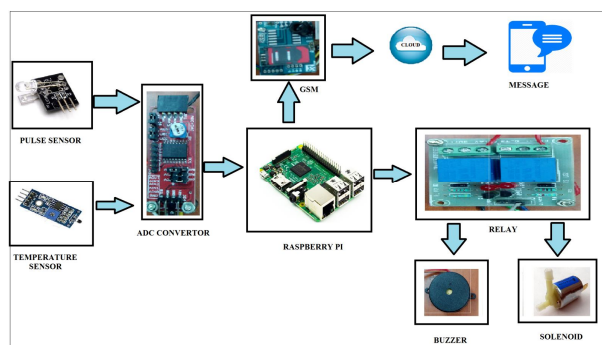 CLOUD
GSM
MESSAGE
PULSE SENSOR
ADC CONVERTOR
RASPBERRY PI
RELAY
TEMPERATURE
SENSOR
BUZZER
SOLENOID